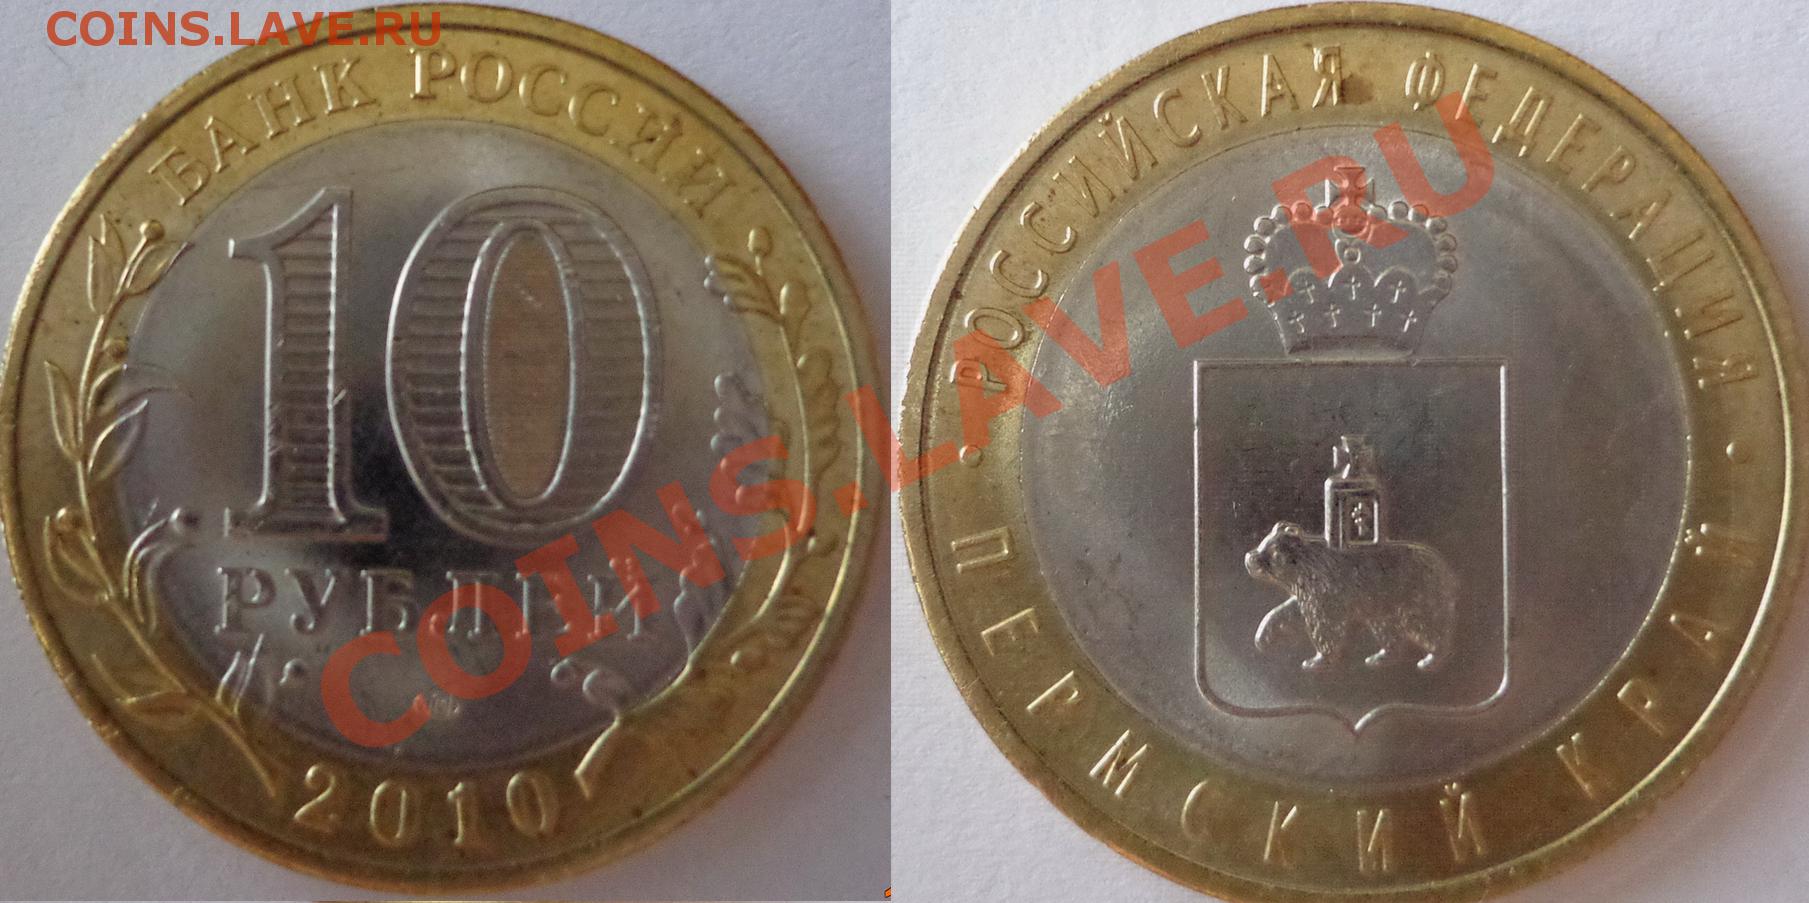 COINS.LAVE.RU
БАНК РОССИИ
10
РУБЛЕЙ
2010
РОССИЙСКАЯ ФЕДЕРАЦИЯ
ПЕРМСКИЙ КРАЙ
COINS.LAVE.RU